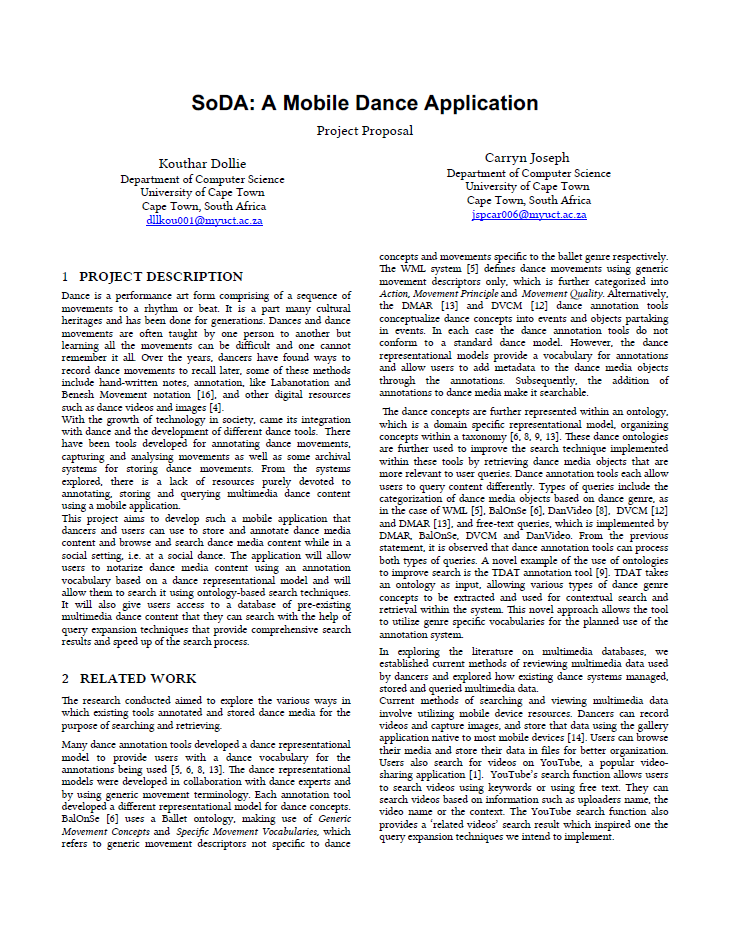 SoDA: A Mobile Dance Application
Project Proposal
Kouthar Dollie
Department of Computer Science
University of Cape Town
Cape Town, South Africa
dllkou001@myuct.ac.za
Carryn Joseph
Department of Computer Science
University of Cape Town
Cape Town, South Africa
jspcar006@myuct.ac.za
1 PROJECT DESCRIPTION
Dance is a performance art form comprising of a sequence of
movements to a rhythm or beat. It is a part many cultural
heritages and has been done for generations. Dances and dance
movements are often taught by one person to another but
learning all the movements can be difficult and one cannot
remember it all. Over the years, dancers have found ways to
record dance movements to recall later, some of these methods
include hand-written notes, annotation, like Labanotation and
Benesh Movement notation [16], and other digital resources
such as dance videos and images [4].
With the growth of technology in society, came its integration
with dance and the development of different dance tools. There
have been tools developed for annotating dance movements,
capturing and analysing movements as well as some archival
systems for storing dance movements. From the systems
explored, there is a lack of resources purely devoted to
annotating, storing and querying multimedia dance content
using a mobile application.
This project aims to develop such a mobile application that
dancers and users can use to store and annotate dance media
content and browse and search dance media content while in a
social setting, i.e. at a social dance. The application will allow
users to notarize dance media content using an annotation
vocabulary based on a dance representational model and will
allow them to search it using ontology-based search techniques.
It will also give users access to a database of pre-existing
multimedia dance content that they can search with the help of
query expansion techniques that provide comprehensive search
results and speed up of the search process.
2 RELATED WORK
The research conducted aimed to explore the various ways in
which existing tools annotated and stored dance media for the
purpose of searching and retrieving.
Many dance annotation tools developed a dance representational
model to provide users with a dance vocabulary for the
annotations being used [5, 6, 8, 13]. The dance representational
models were developed in collaboration with dance experts and
by using generic movement terminology. Each annotation tool
developed a different representational model for dance concepts.
BalOnSe [6] uses a Ballet ontology, making use of Generic
Movement Concepts and Specific Movement Vocabularies, which
refers to generic movement descriptors not specific to dance
concepts and movements specific to the ballet genre respectively.
The WML system [5] defines dance movements using generic
movement descriptors only, which is further categorized into
Action, Movement Principle and Movement Quality. Alternatively,
the DMAR [13] and DVCM [12] dance annotation tools
conceptualize dance concepts into events and objects partaking
in events. In each case the dance annotation tools do not
conform to a standard dance model. However, the dance
representational models provide a vocabulary for annotations
and allow users to add metadata to the dance media objects
through the annotations. Subsequently, the addition of
annotations to dance media make it searchable.
The dance concepts are further represented within an ontology,
which is a domain specific representational model, organizing
concepts within a taxonomy [6, 8, 9, 13]. These dance ontologies
are further used to improve the search technique implemented
within these tools by retrieving dance media objects that are
more relevant to user queries. Dance annotation tools each allow
users to query content differently. Types of queries include the
categorization of dance media objects based on dance genre, as
in the case of WML [5], BalOnSe [6], DanVideo [8], DVCM [12]
and DMAR [13], and free-text queries, which is implemented by
DMAR, BalOnSe, DVCM and DanVideo. From the previous
statement, it is observed that dance annotation tools can process
both types of queries. A novel example of the use of ontologies
to improve search is the TDAT annotation tool [9]. TDAT takes
an ontology as input, allowing various types of dance genre
concepts to be extracted and used for contextual search and
retrieval within the system. This novel approach allows the tool
to utilize genre specific vocabularies for the planned use of the
annotation system.
In exploring the literature on multimedia databases, we
established current methods of reviewing multimedia data used
by dancers and explored how existing dance systems managed,
stored and queried multimedia data.
Current methods of searching and viewing multimedia data
involve utilizing mobile device resources. Dancers can record
videos and capture images, and store that data using the gallery
application native to most mobile devices [14]. Users can browse
their media and store their data in files for better organization.
Users also search for videos on YouTube, a popular video-
sharing application [1]. YouTube's search function allows users
to search videos using keywords or using free text. They can
search videos based on information such as uploaders name, the
video name or the context. The YouTube search function also
provides a ‘related videos’ search result which inspired one the
query expansion techniques we intend to implement.